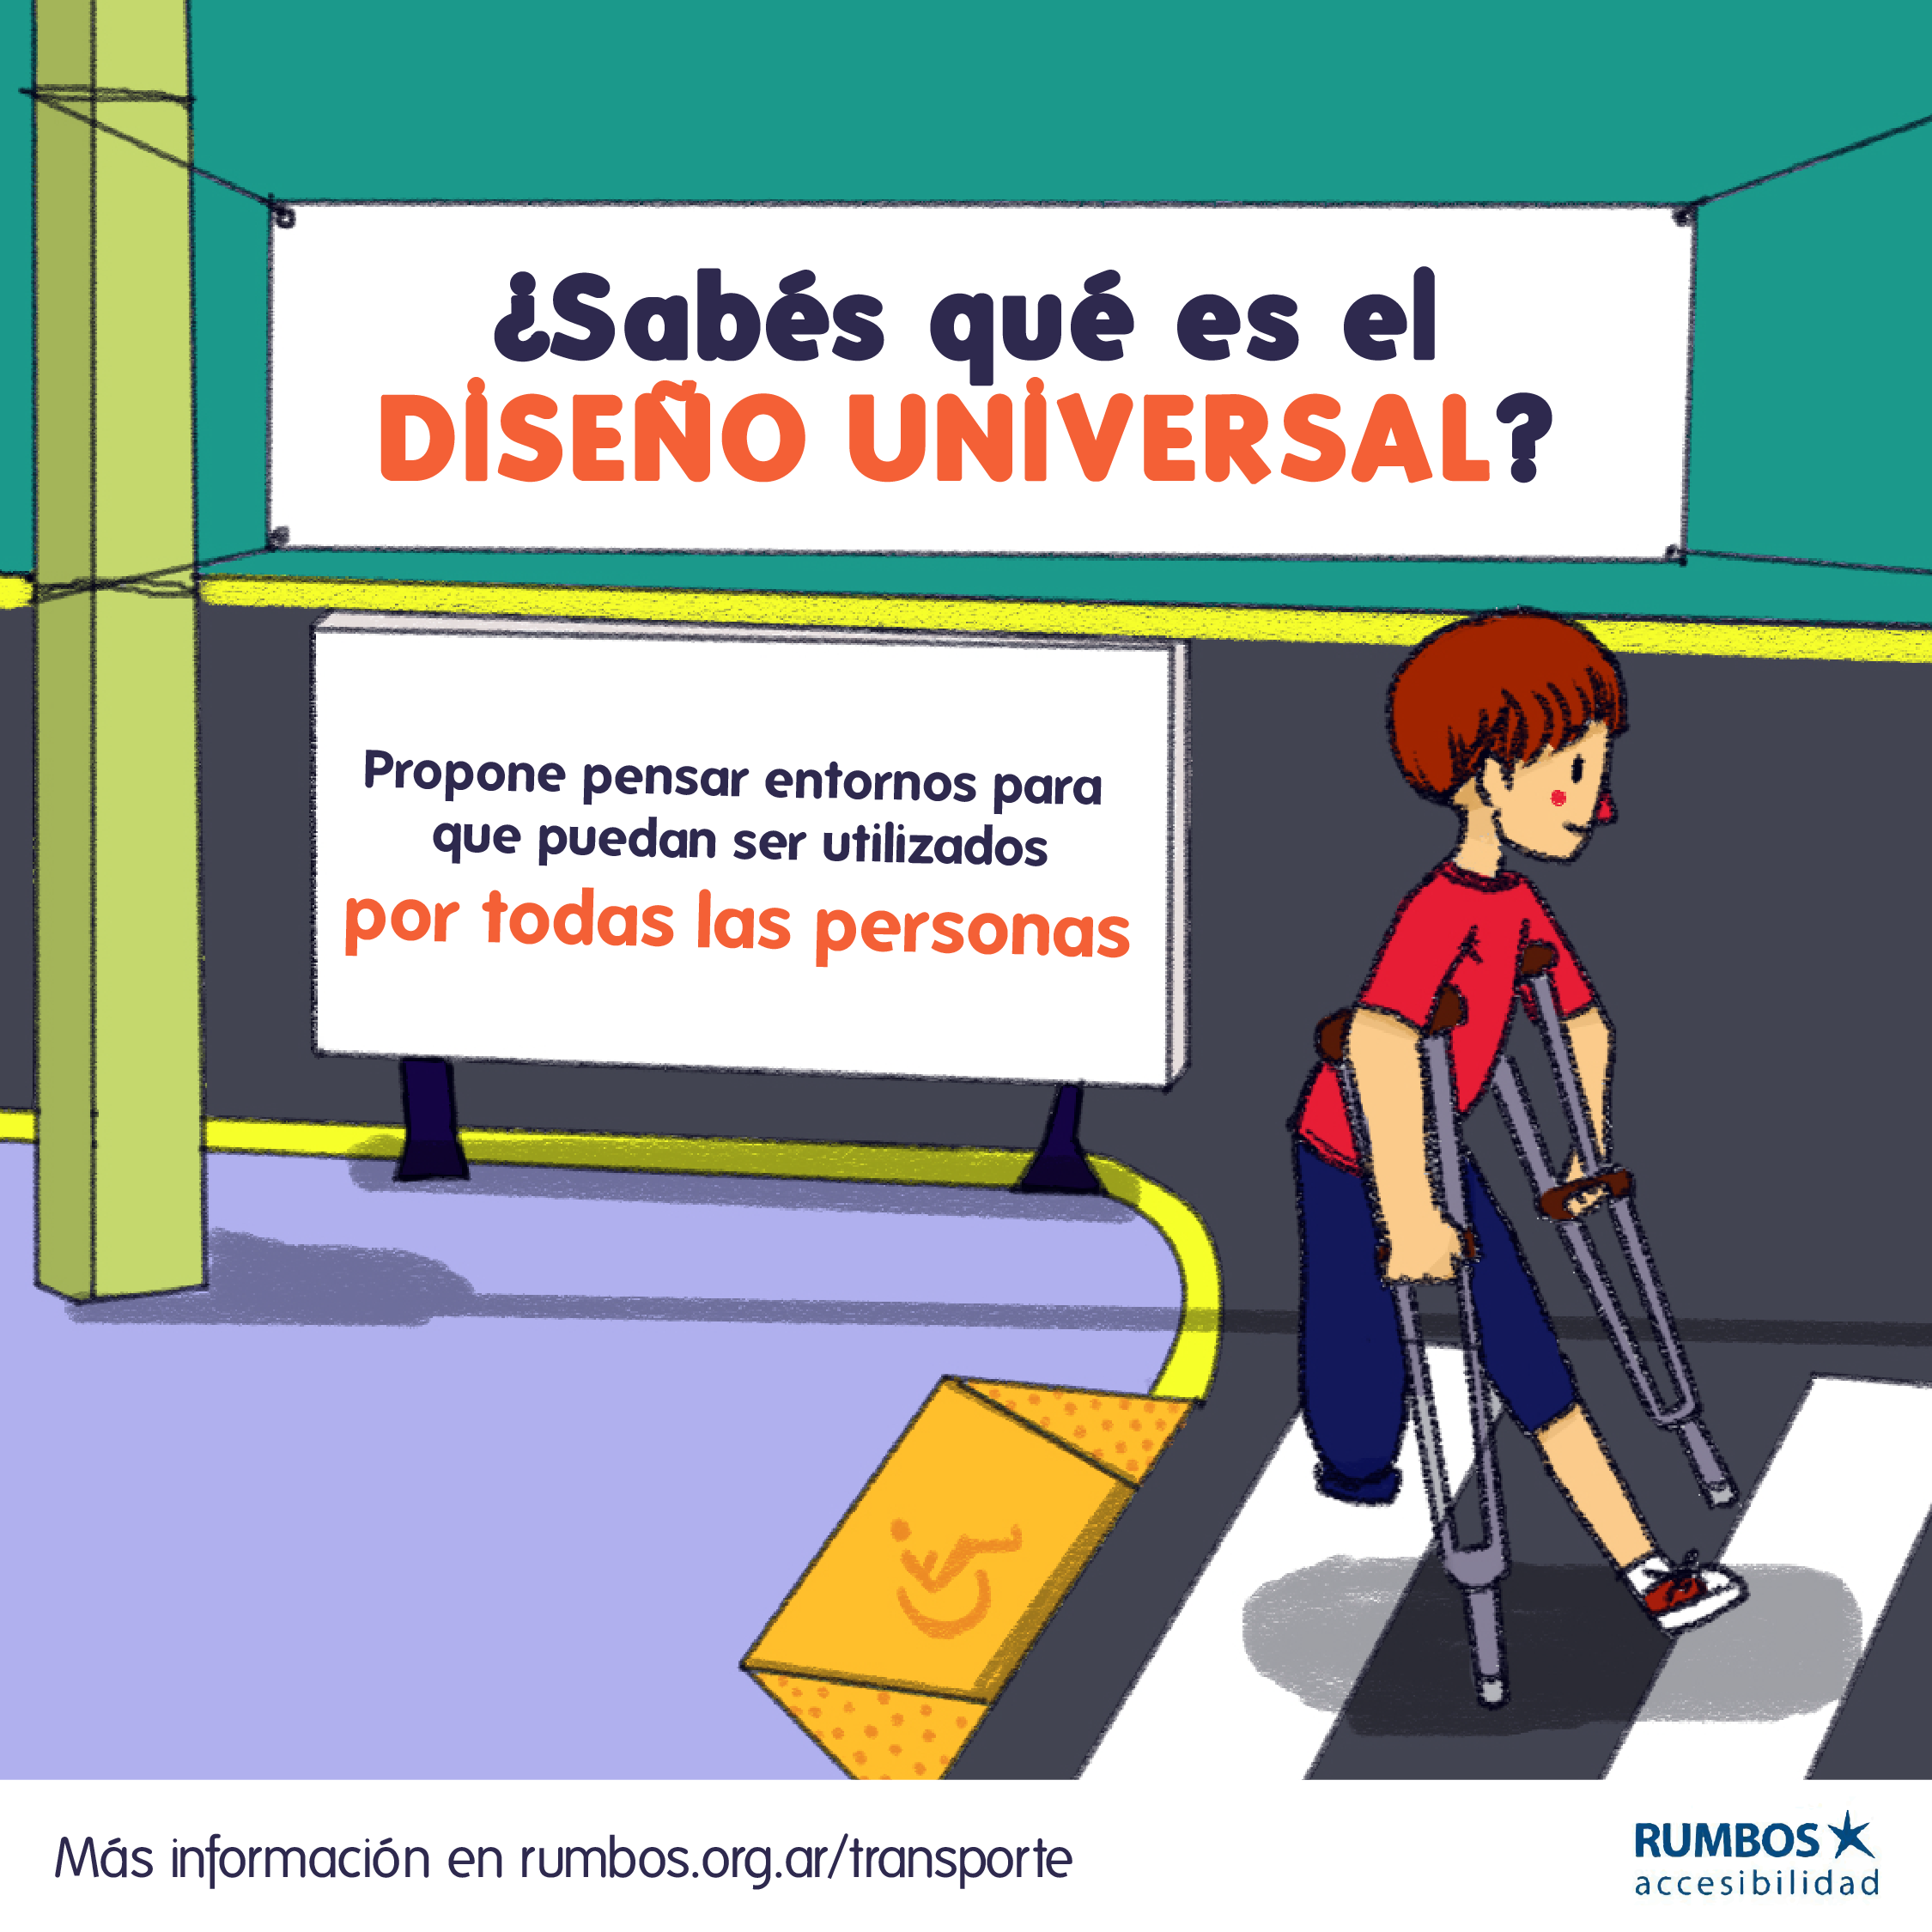 ¿Sabés qué es el
DISEÑO UNIVERSAL?
Propone pensar entornos para
que puedan ser utilizados
por todas las personas
Más información en rumbos.org.ar/transporte
RUMBOS
accesibilidad